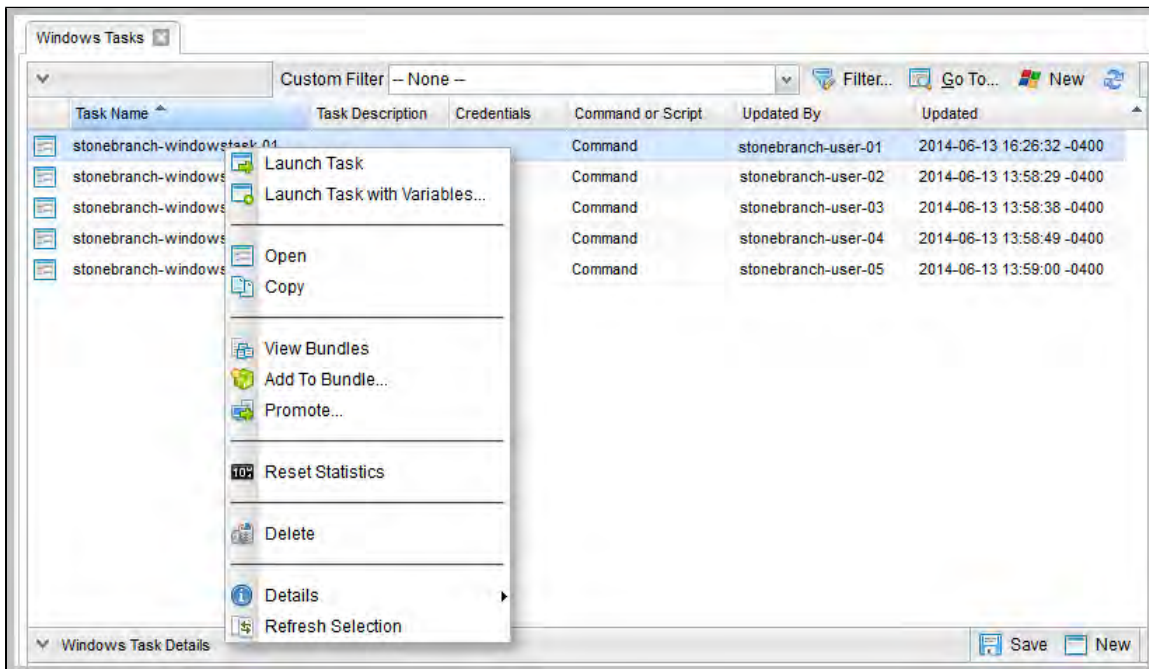 Windows Tasks
Custom Filter -- None -- Filter... Go To... New
Task Name Task Description Credentials Command or Script Updated By Updated
stonebranch-windowstask-01 Command stonebranch-user-01 2014-06-13 16:26:32 -0400
stonebranch-windows Command stonebranch-user-02 2014-06-13 13:58:29 -0400
stonebranch-windows Command stonebranch-user-03 2014-06-13 13:58:38 -0400
stonebranch-windows Command stonebranch-user-04 2014-06-13 13:58:49 -0400
stonebranch-windows Command stonebranch-user-05 2014-06-13 13:59:00 -0400
Launch Task
Launch Task with Variables...
Open
Copy
View Bundles
Add To Bundle...
Promote...
Reset Statistics
Delete
Details
Refresh Selection
Windows Task Details Save New